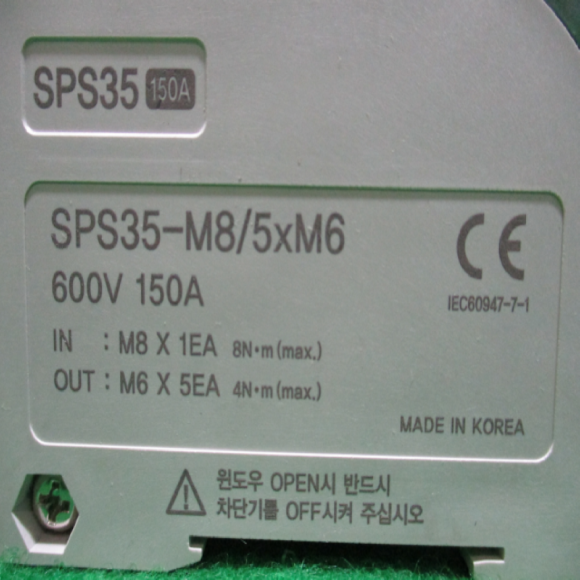 SPS35 150A
SPS35-M8/5xM6
600V 150A
CE
IEC60947-7-1
IN : M8 X 1EA 8N·m(max.)
OUT : M6 X 5EA 4N·m(max.)
MADE IN KOREA
윈도우 OPEN시 반드시
차단기를 OFF시켜 주십시오